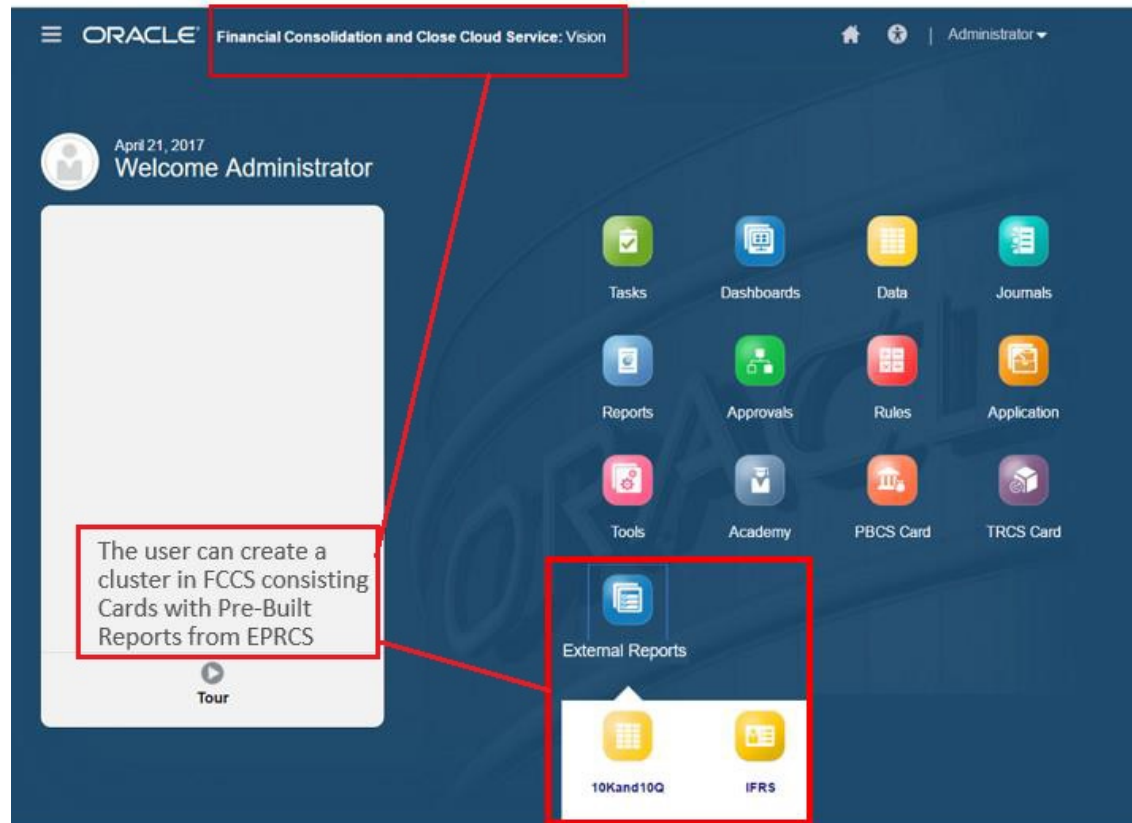 ORACLE Financial Consolidation and Close Cloud Service: Vision Administrator
April 21, 2017
Welcome Administrator
Tasks Dashboards Data Journals
Reports Approvals Rules Application
Tools Academy PBCS Card TRCS Card
The user can create a
cluster in FCCS consisting
Cards with Pre-Built
Reports from EPRCS
Tour
External Reports
10Kand10Q IFRS
ORACLE